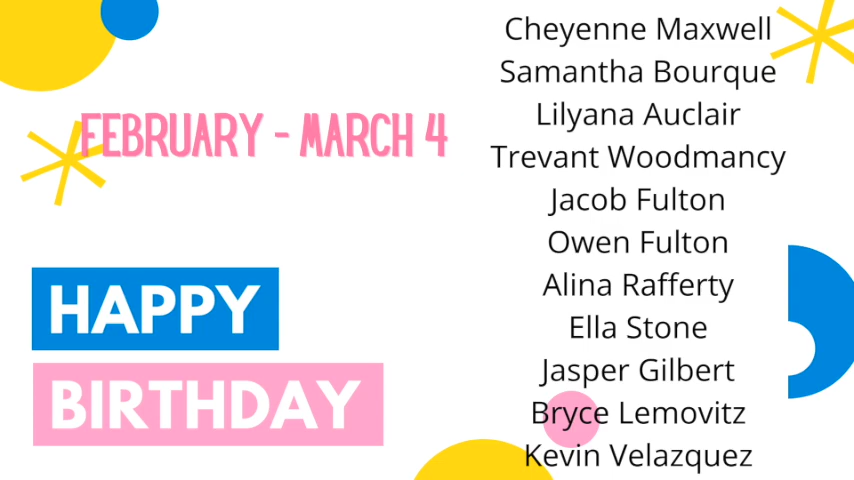 FEBRUARY - MARCH 4
HAPPY
BIRTHDAY
Cheyenne Maxwell
Samantha Bourque
Lilyana Auclair
Trevant Woodmancy
Jacob Fulton
Owen Fulton
Alina Rafferty
Ella Stone
Jasper Gilbert
Bryce Lemovitz
Kevin Velazquez